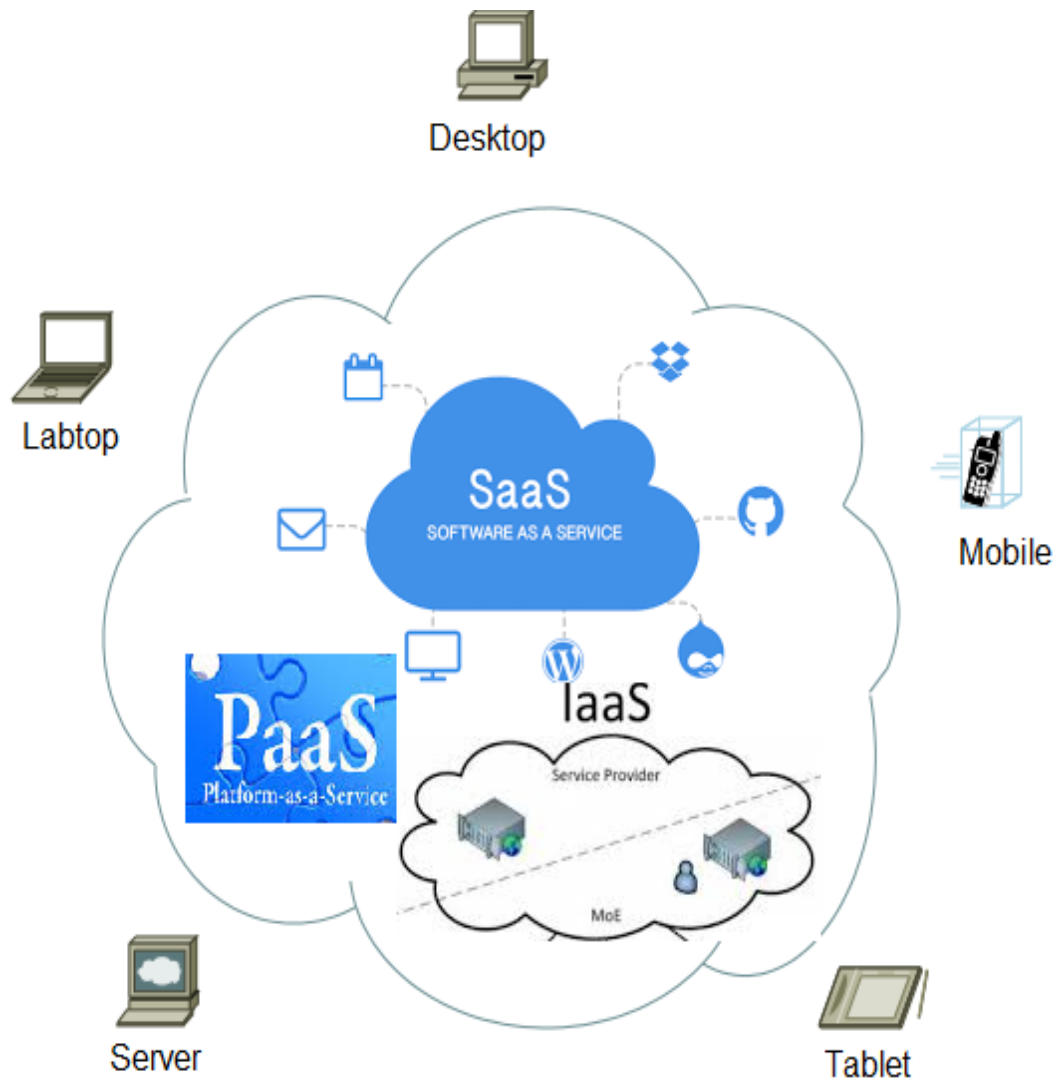 Desktop
Labtop
SaaS
SOFTWARE AS A SERVICE
Mobile
PaaS
Platform-as-a-Service
IaaS
Service Provider
MoE
Server
Tablet